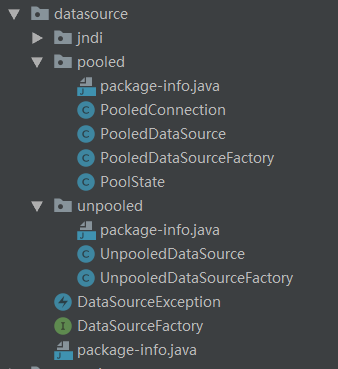 datasource
jndi
pooled
package-info.java
PooledConnection
PooledDataSource
PooledDataSourceFactory
PoolState
unpooled
package-info.java
UnpooledDataSource
UnpooledDataSourceFactory
DataSourceException
DataSourceFactory
package-info.java